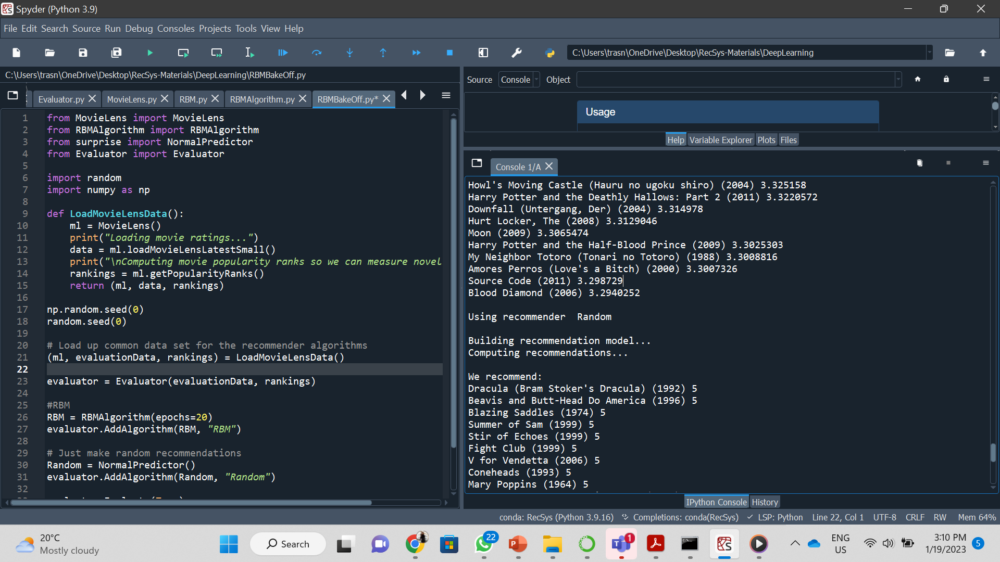 Spyder (Python 3.9)
File Edit Search Source Run Debug Consoles Projects Tools View Help
C:\Users\trasn\OneDrive\Desktop\RecSys-Materials\DeepLearning
C:\Users\trasn\OneDrive\Desktop\RecSys-Materials\DeepLearning\RBMBakeOff.py
Evaluator.py MovieLens.py RBM.py RBMAlgorithm.py RBMBakeOff.py*
1 from MovieLens import MovieLens
2 from RBMAlgorithm import RBMAlgorithm
3 from surprise import NormalPredictor
4 from Evaluator import Evaluator
5
6 import random
7 import numpy as np
8
9 def LoadMovieLensData():
10 ml = MovieLens()
11 print("Loading movie ratings...")
12 data = ml.loadMovieLensLatestSmall()
13 print("\nComputing movie popularity ranks so we can measure novel
14 rankings = ml.getPopularityRanks()
15 return (ml, data, rankings)
16
17 np.random.seed(0)
18 random.seed(0)
19
20 # Load up common data set for the recommender algorithms
21 (ml, evaluationData, rankings) = LoadMovieLensData()
22
23 evaluator = Evaluator(evaluationData, rankings)
24
25 #RBM
26 RBM = RBMAlgorithm(epochs=20)
27 evaluator.AddAlgorithm(RBM, "RBM")
28
29 # Just make random recommendations
30 Random = NormalPredictor()
31 evaluator.AddAlgorithm(Random, "Random")
32
Source Console Object
Usage
Help Variable Explorer Plots Files
Console 1/A
Howl's Moving Castle (Hauru no ugoku shiro) (2004) 3.325158
Harry Potter and the Deathly Hallows: Part 2 (2011) 3.3220572
Downfall (Untergang, Der) (2004) 3.314978
Hurt Locker, The (2008) 3.3129046
Moon (2009) 3.3065474
Harry Potter and the Half-Blood Prince (2009) 3.3025303
My Neighbor Totoro (Tonari no Totoro) (1988) 3.3008816
Amores Perros (Love's a Bitch) (2000) 3.3007326
Source Code (2011) 3.298729
Blood Diamond (2006) 3.2940252
Using recommender Random
Building recommendation model...
Computing recommendations...
We recommend:
Dracula (Bram Stoker's Dracula) (1992) 5
Beavis and Butt-Head Do America (1996) 5
Blazing Saddles (1974) 5
Summer of Sam (1999) 5
Stir of Echoes (1999) 5
Fight Club (1999) 5
V for Vendetta (2006) 5
Coneheads (1993) 5
Mary Poppins (1964) 5
IPython Console History
conda: RecSys (Python 3.9.16) Completions: conda(RecSys) LSP: Python Line 22, Col 1 UTF-8 CRLF RW Mem 64%
20°C
Mostly cloudy
Search
22
1
ENG
US
3:10 PM
1/19/2023
5